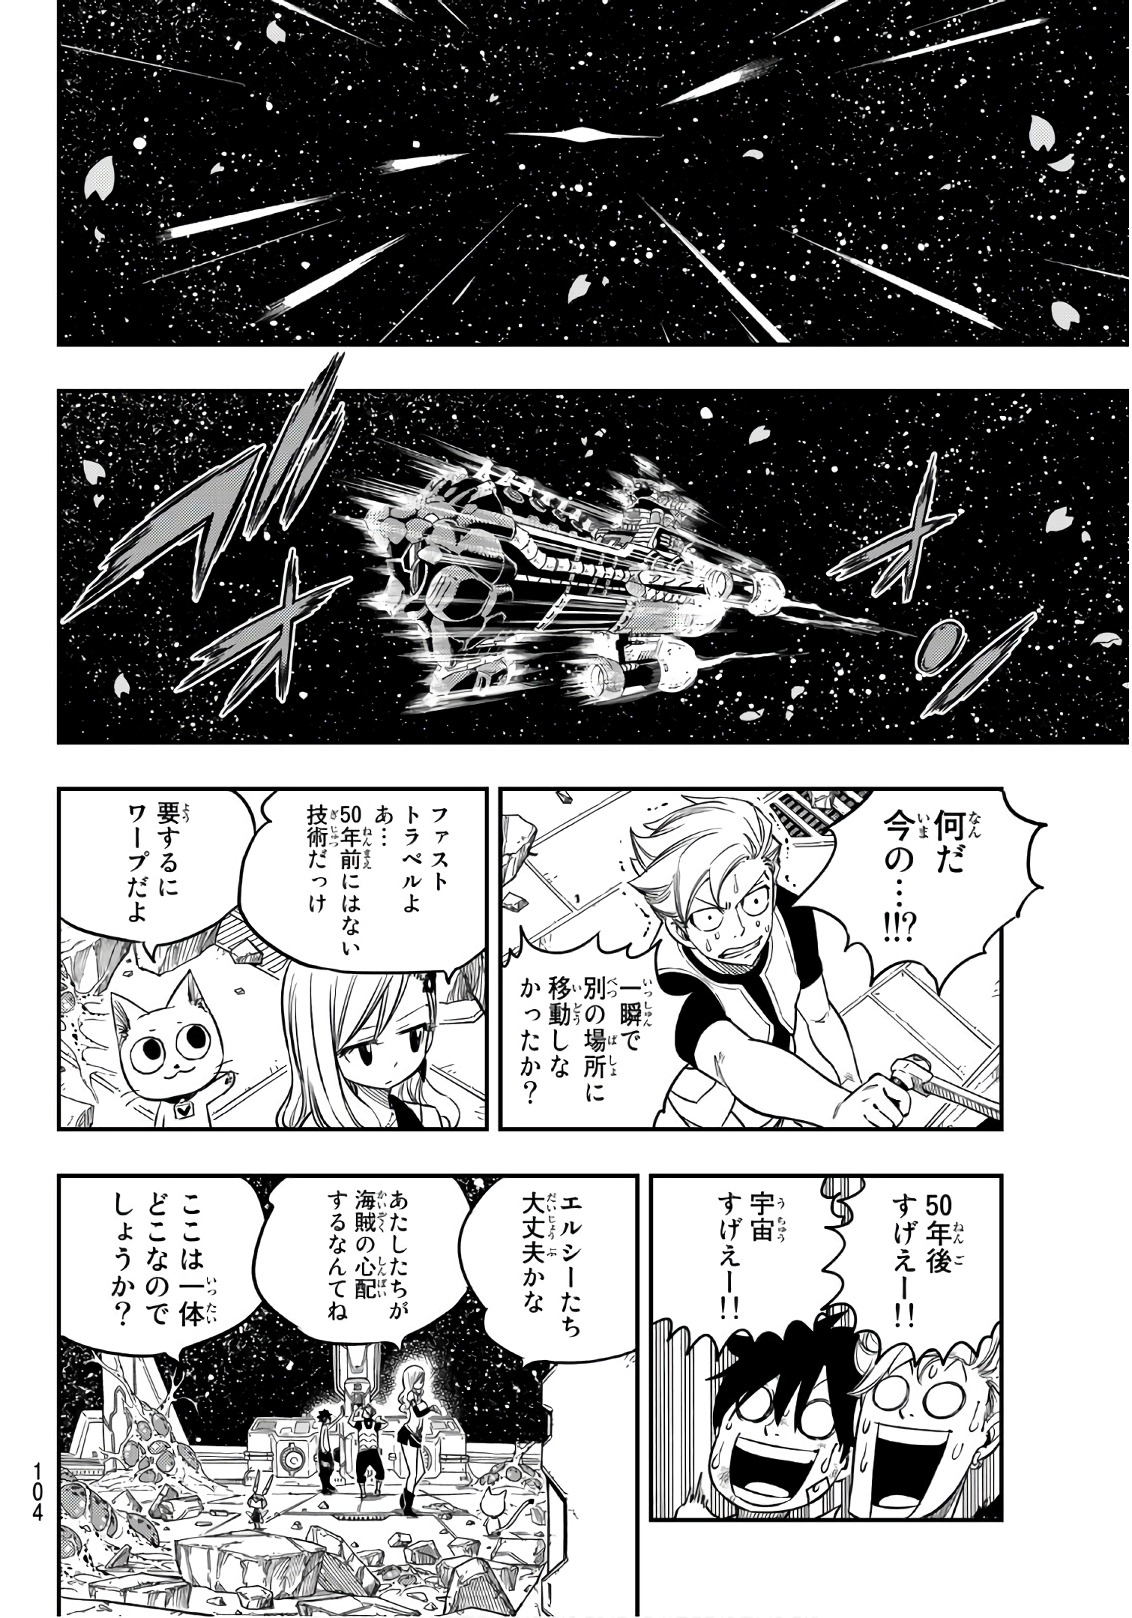 何だ
今の…!!?
一瞬で
別の場所に
移動しな
かったか?
ファスト
トラベルよ
あ…
50年前にはない
技術だっけ
要するに
ワープだよ
50年後
すげえー!!
宇宙
すげえー!!
エルシーたち
大丈夫かな
あたしたちが
海賊の心配
するなんてね
ここは一体
どこなので
しょうか?
104